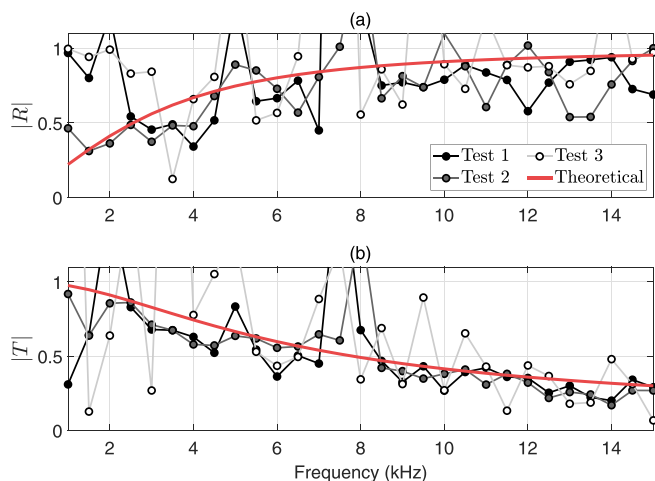 (a)
1
0.5
0
|R|
Test 1
Test 3
Test 2
Theoretical
2 4 6 8 10 12 14
(b)
1
0.5
0
|T|
2 4 6 8 10 12 14
Frequency (kHz)